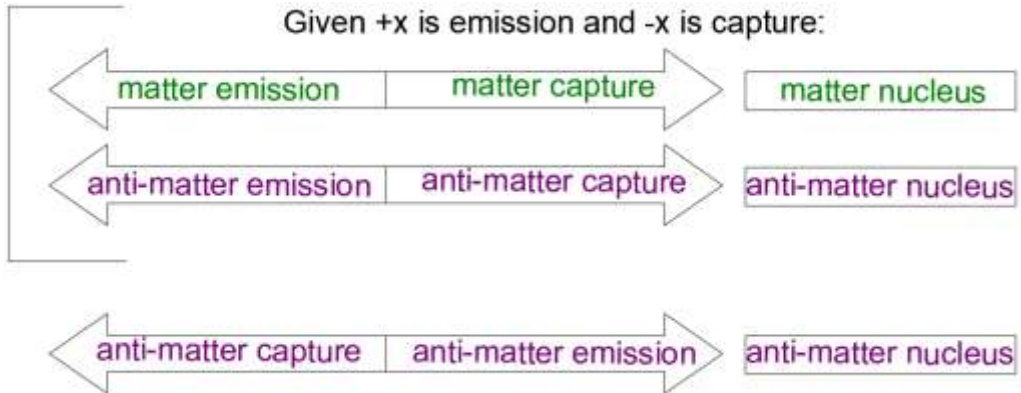 Given +x is emission and -x is capture:
matter emission matter capture matter nucleus
anti-matter emission anti-matter capture anti-matter nucleus
anti-matter capture anti-matter emission anti-matter nucleus